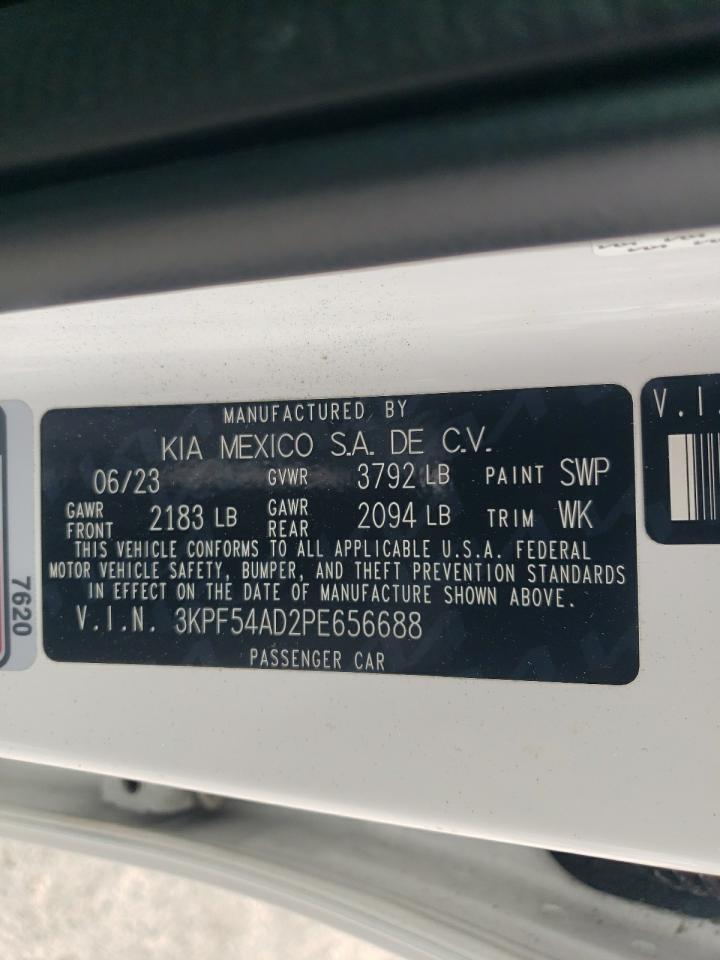 MANUFACTURED BY
KIA MEXICO S.A. DE C.V.
06/23 GVWR 3792 LB PAINT SWP
GAWR FRONT 2183 LB GAWR REAR 2094 LB TRIM WK
THIS VEHICLE CONFORMS TO ALL APPLICABLE U.S.A. FEDERAL
MOTOR VEHICLE SAFETY, BUMPER, AND THEFT PREVENTION STANDARDS
IN EFFECT ON THE DATE OF MANUFACTURE SHOWN ABOVE.
V.I.N. 3KPF54AD2PE656688
PASSENGER CAR
7620
V.I.